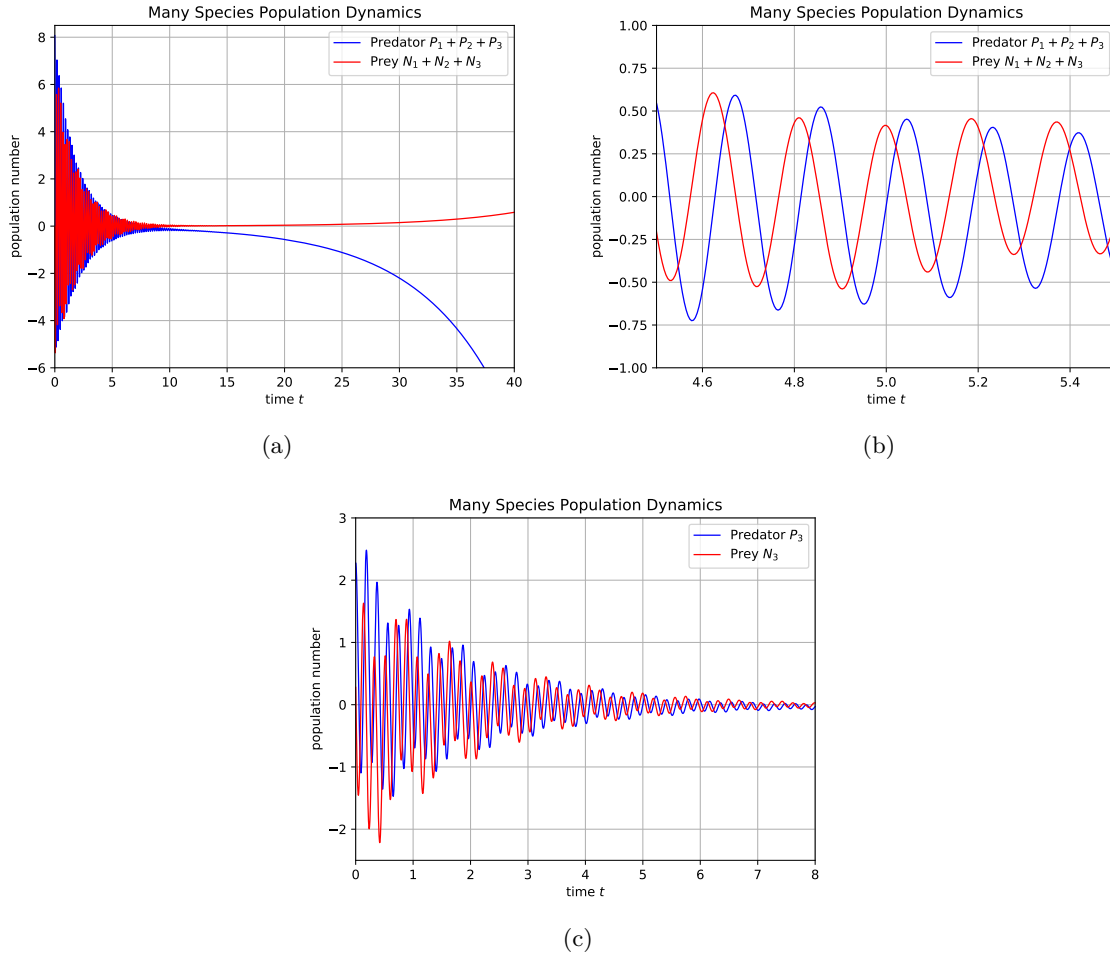 Many Species Population Dynamics
Predator P₁ + P₂ + P₃
Prey N₁ + N₂ + N₃
8
6
4
2
0
−2
−4
−6
population number
0 5 10 15 20 25 30 35 40
time t
(a)
Many Species Population Dynamics
Predator P₁ + P₂ + P₃
Prey N₁ + N₂ + N₃
1.00
0.75
0.50
0.25
0.00
−0.25
−0.50
−0.75
−1.00
population number
4.6 4.8 5.0 5.2 5.4
time t
(b)
Many Species Population Dynamics
Predator P₃
Prey N₃
3
2
1
0
−1
−2
population number
0 1 2 3 4 5 6 7 8
time t
(c)